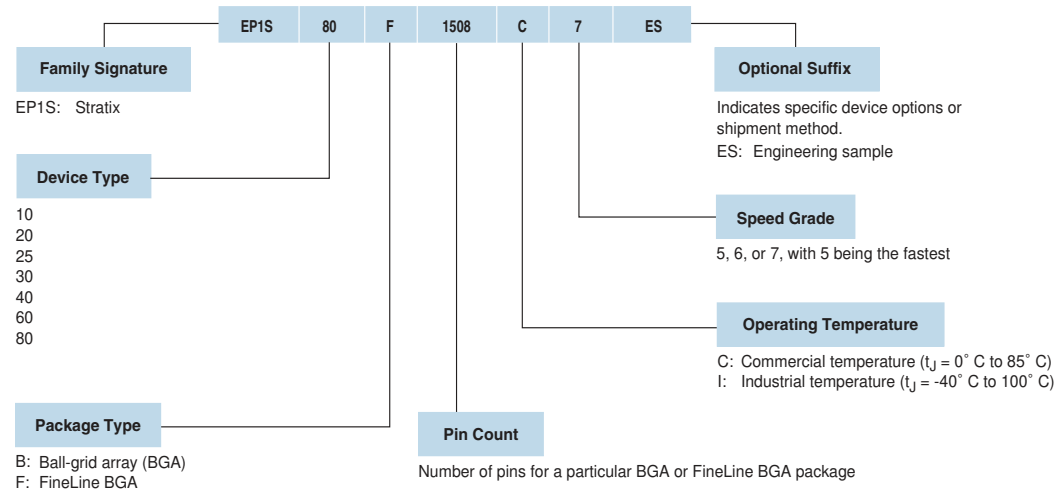 EP1S 80 F 1508 C 7 ES
Family Signature
EP1S: Stratix
Device Type
10
20
25
30
40
60
80
Package Type
B: Ball-grid array (BGA)
F: FineLine BGA
Pin Count
Number of pins for a particular BGA or FineLine BGA package
Optional Suffix
Indicates specific device options or
shipment method.
ES: Engineering sample
Speed Grade
5, 6, or 7, with 5 being the fastest
Operating Temperature
C: Commercial temperature (tJ = 0˚ C to 85˚ C)
I: Industrial temperature (tJ = -40˚ C to 100˚ C)